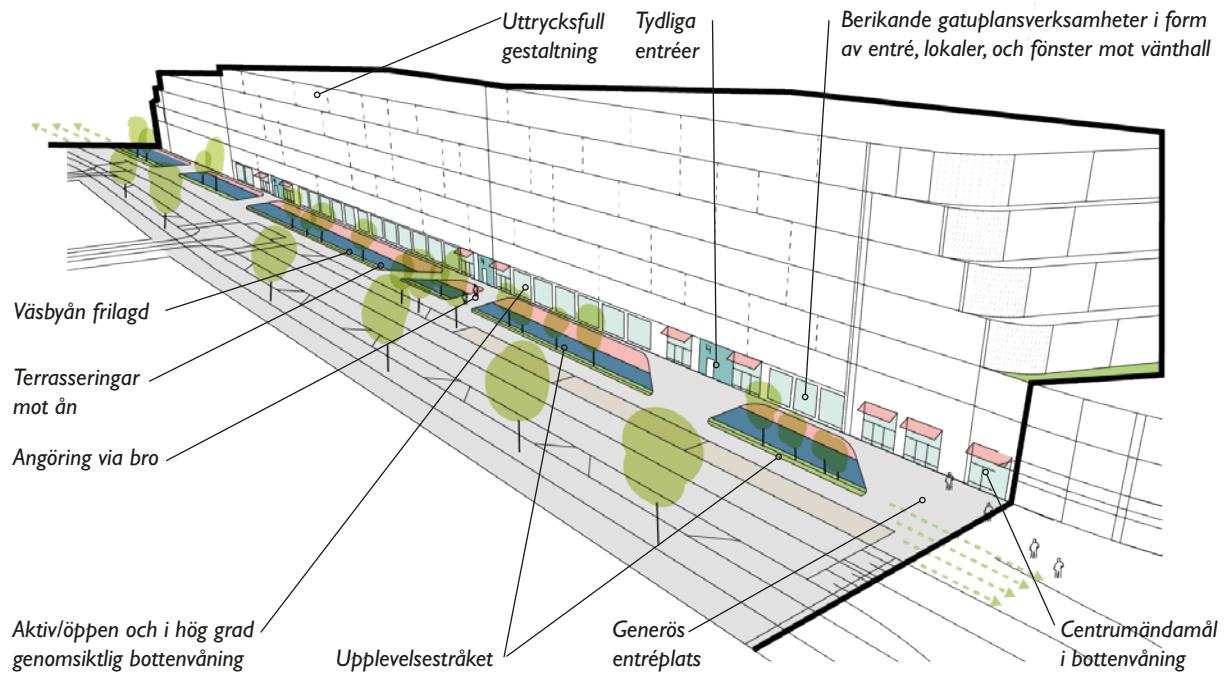 Uttrycksfull
gestaltning
Tydliga
entréer
Berikande gatuplansverksamheter i form
av entré, lokaler, och fönster mot vänthall
Väsbyån frilagd
Terrasseringar
mot ån
Angöring via bro
Aktiv/öppen och i hög grad
genomsiktlig bottenvåning
Upplevelsestråket
Generös
entréplats
Centrumändamål
i bottenvåning